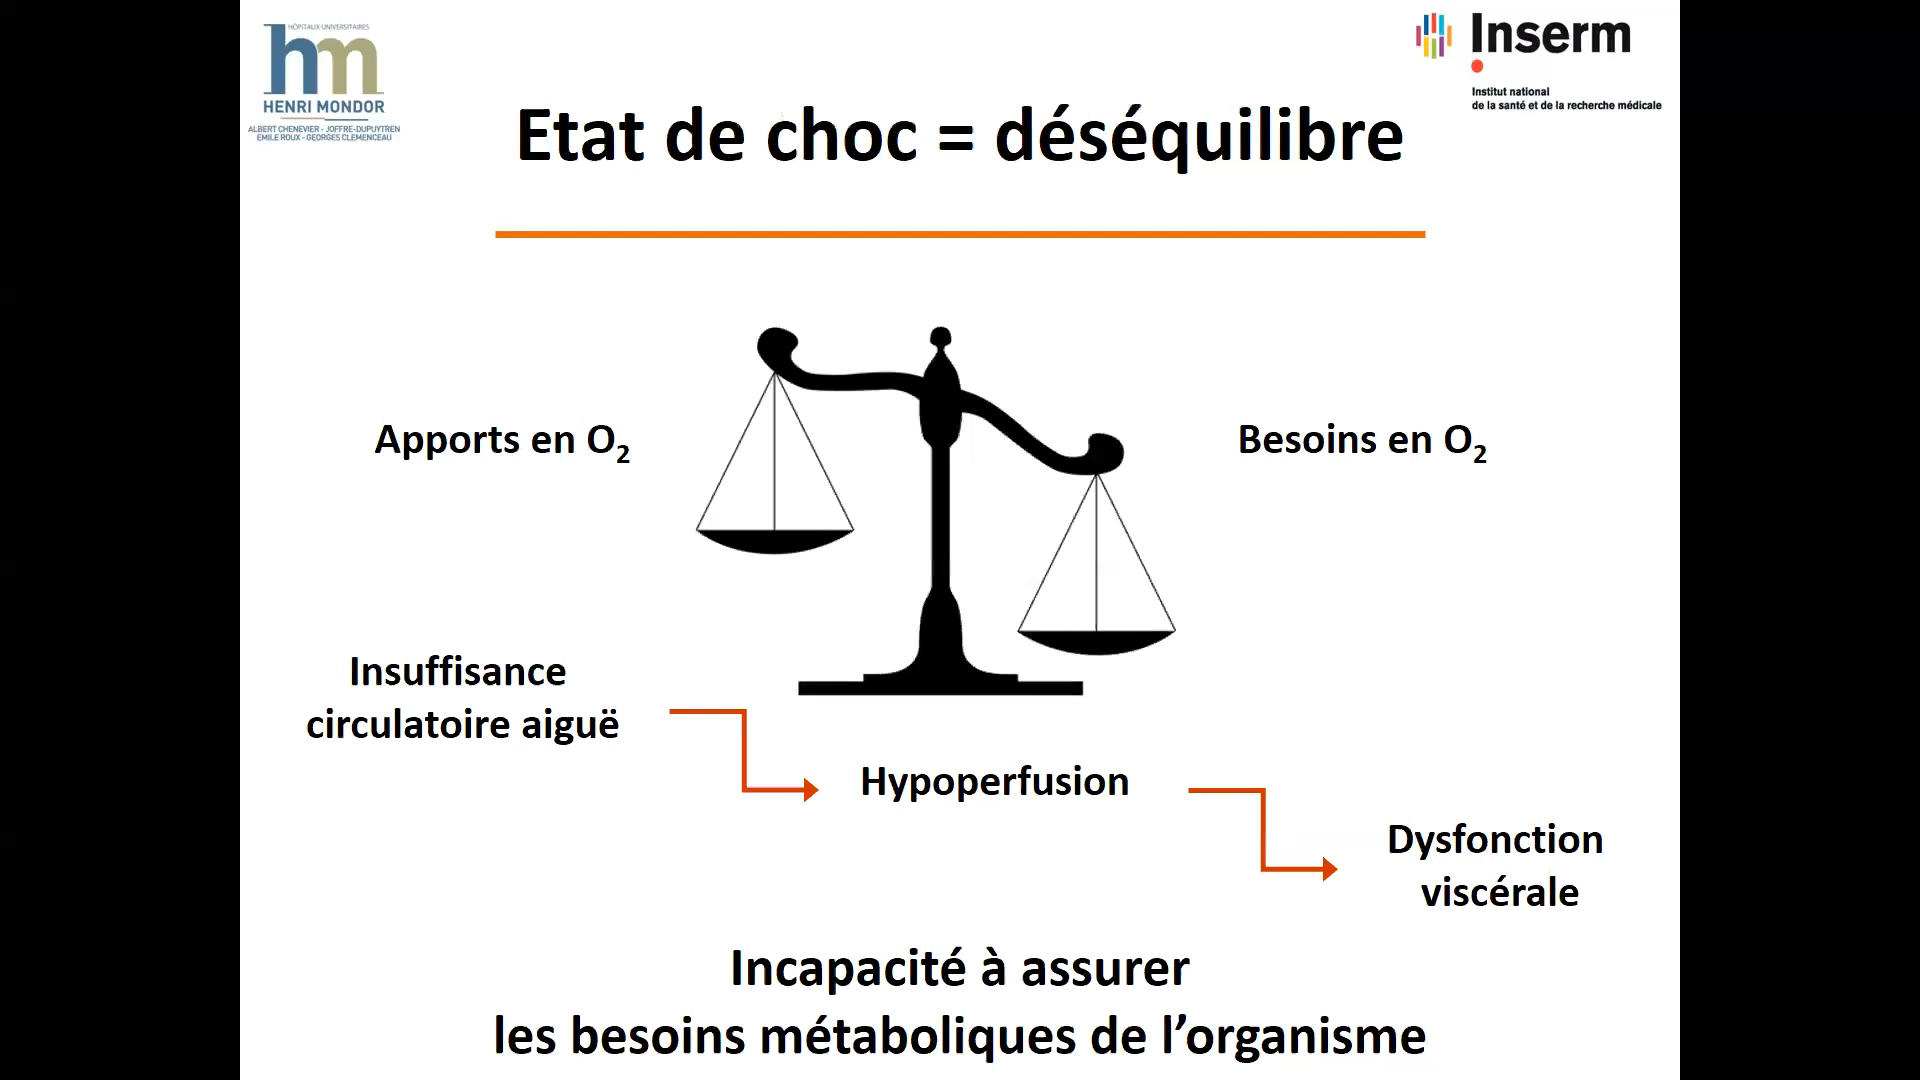 HÔPITAUX UNIVERSITAIRES
hm
HENRI MONDOR
ALBERT CHENEVIER - JOFFRE-DUPUYTREN
EMILE ROUX - GEORGES CLEMENCEAU
Inserm
Institut national
de la santé et de la recherche médicale
Etat de choc = déséquilibre
Apports en O₂
Besoins en O₂
Insuffisance
circulatoire aiguë
Hypoperfusion
Dysfonction
viscérale
Incapacité à assurer
les besoins métaboliques de l’organisme